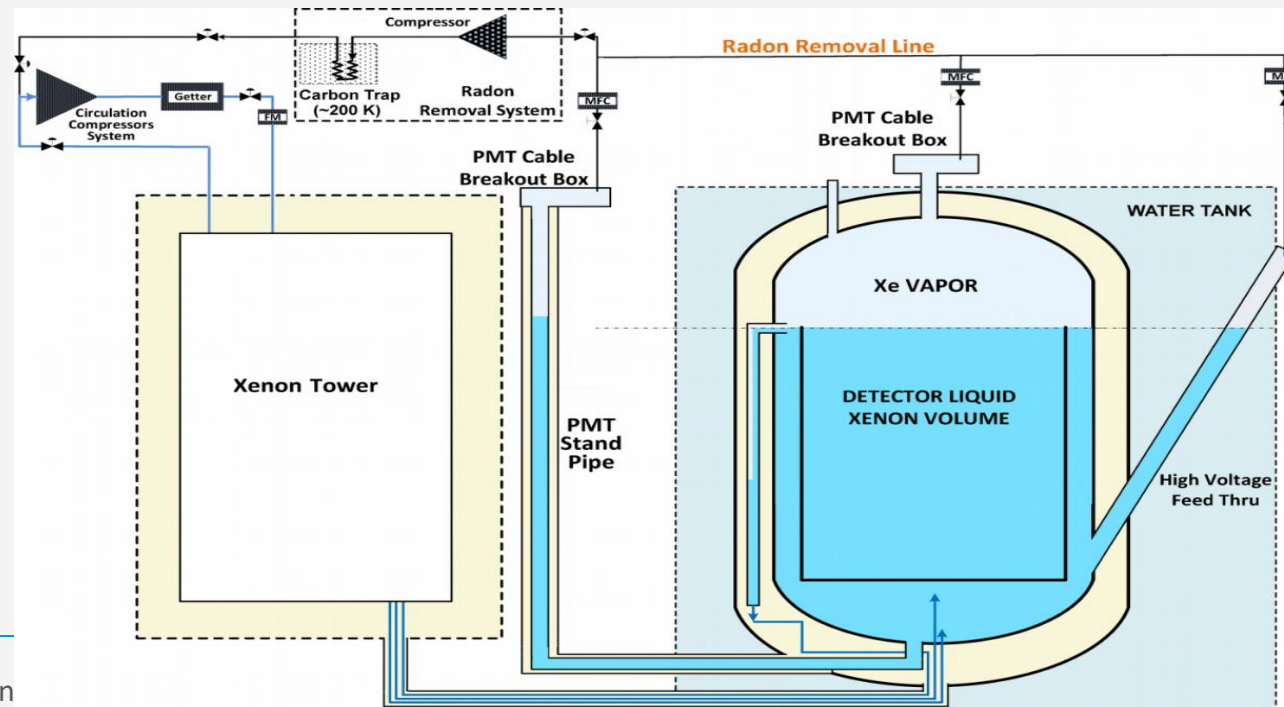 Compressor
Radon Removal Line
Carbon Trap
(~200 K)
Radon
Removal System
Getter
Circulation
Compressors
System
FM
MFC
MFC
M
PMT Cable
Breakout Box
PMT Cable
Breakout Box
WATER TANK
Xe VAPOR
Xenon Tower
DETECTOR LIQUID
XENON VOLUME
PMT
Stand
Pipe
High Voltage
Feed Thru
n